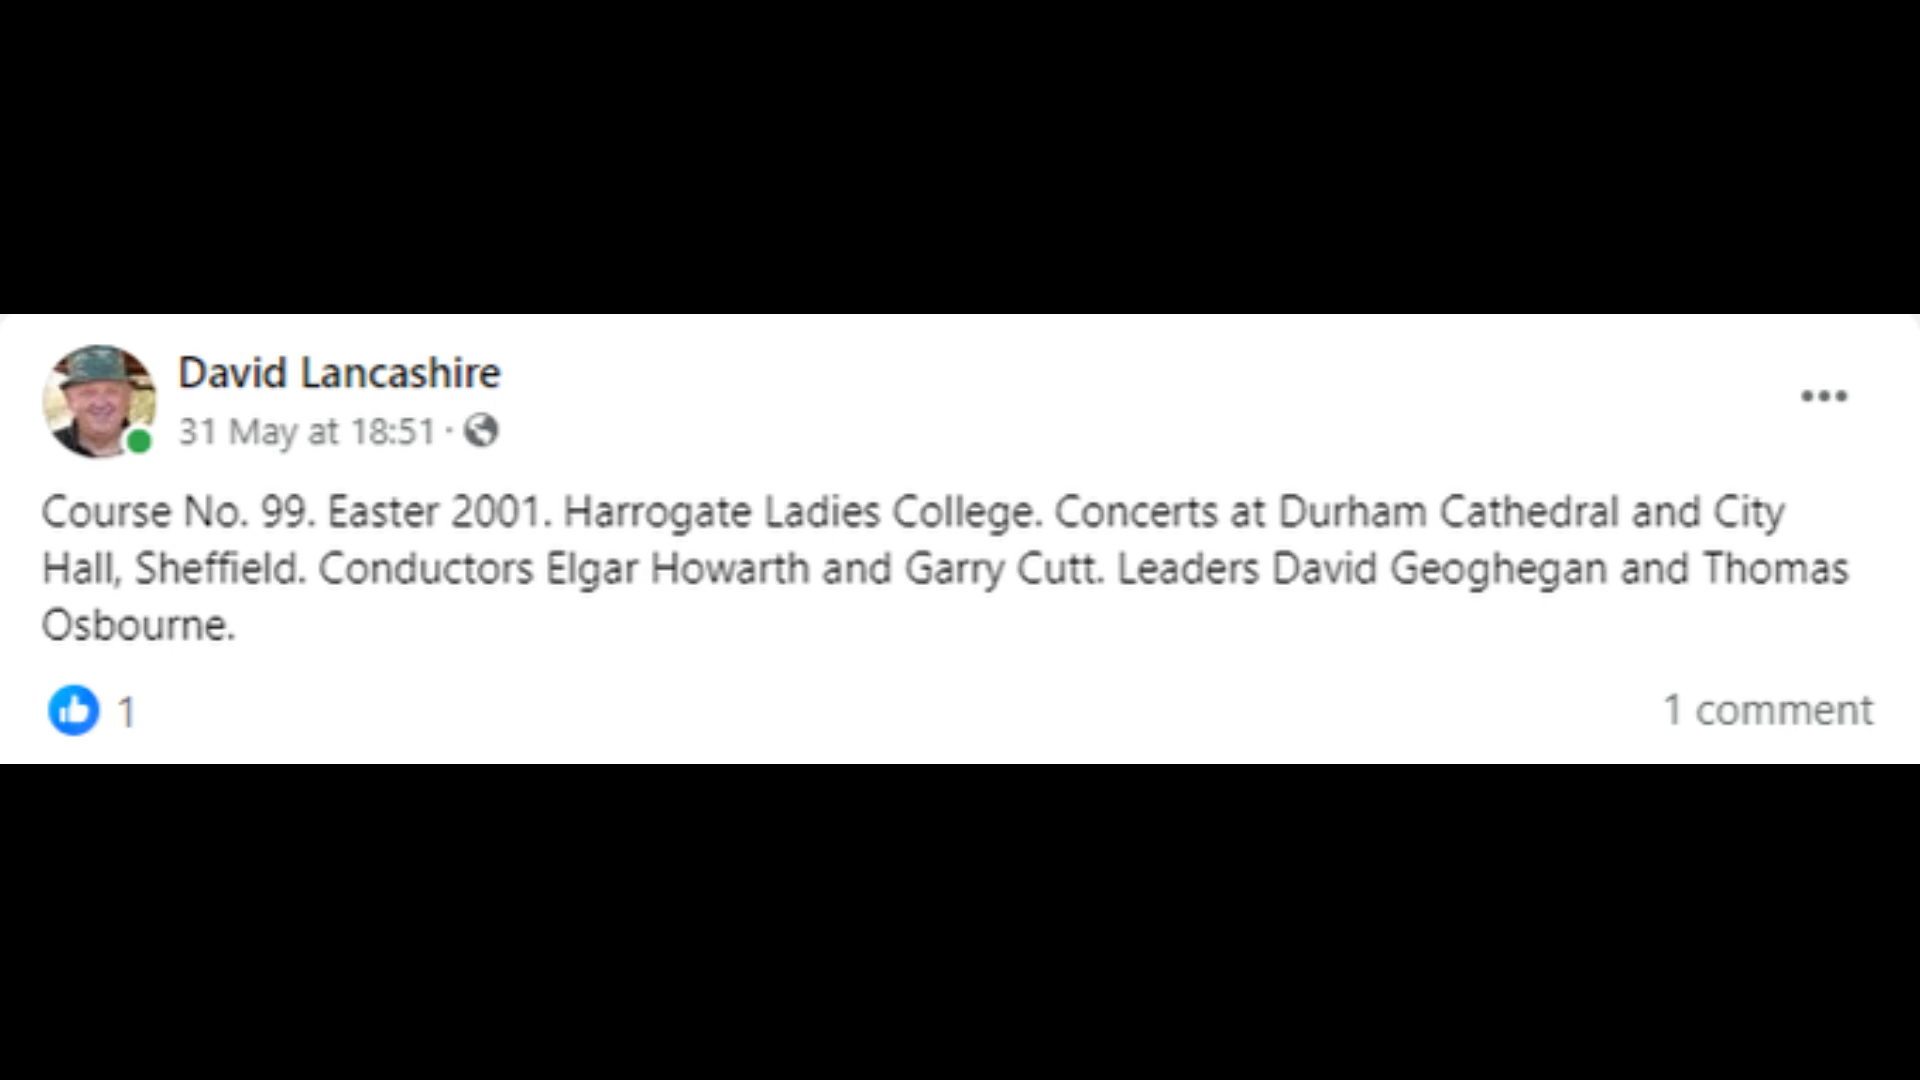 David Lancashire
31 May at 18:51 ·
Course No. 99. Easter 2001. Harrogate Ladies College. Concerts at Durham Cathedral and City
Hall, Sheffield. Conductors Elgar Howarth and Garry Cutt. Leaders David Geoghegan and Thomas
Osbourne.
1
1 comment